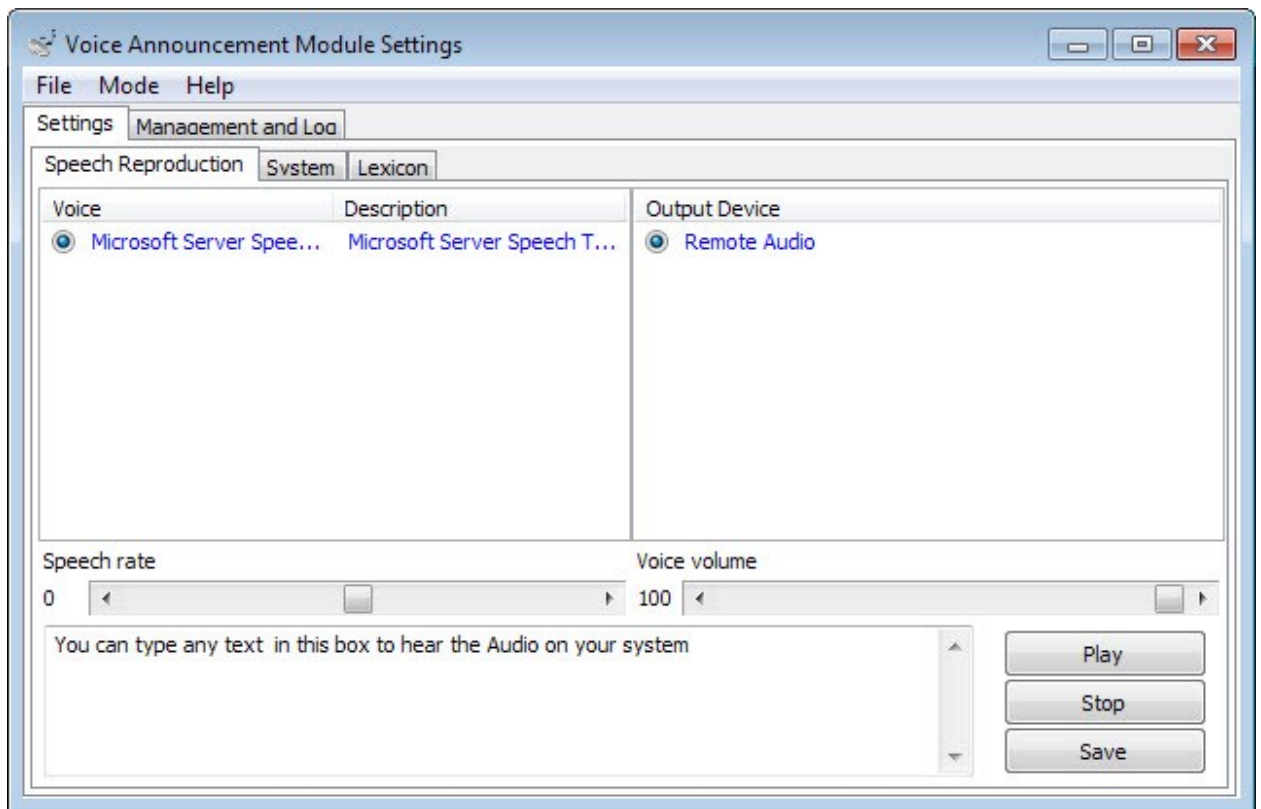 Voice Announcement Module Settings
File Mode Help
Settings Management and Log
Speech Reproduction System Lexicon
Voice Description Output Device
Microsoft Server Spee... Microsoft Server Speech T... Remote Audio
Speech rate Voice volume
0 100
You can type any text in this box to hear the Audio on your system
Play
Stop
Save